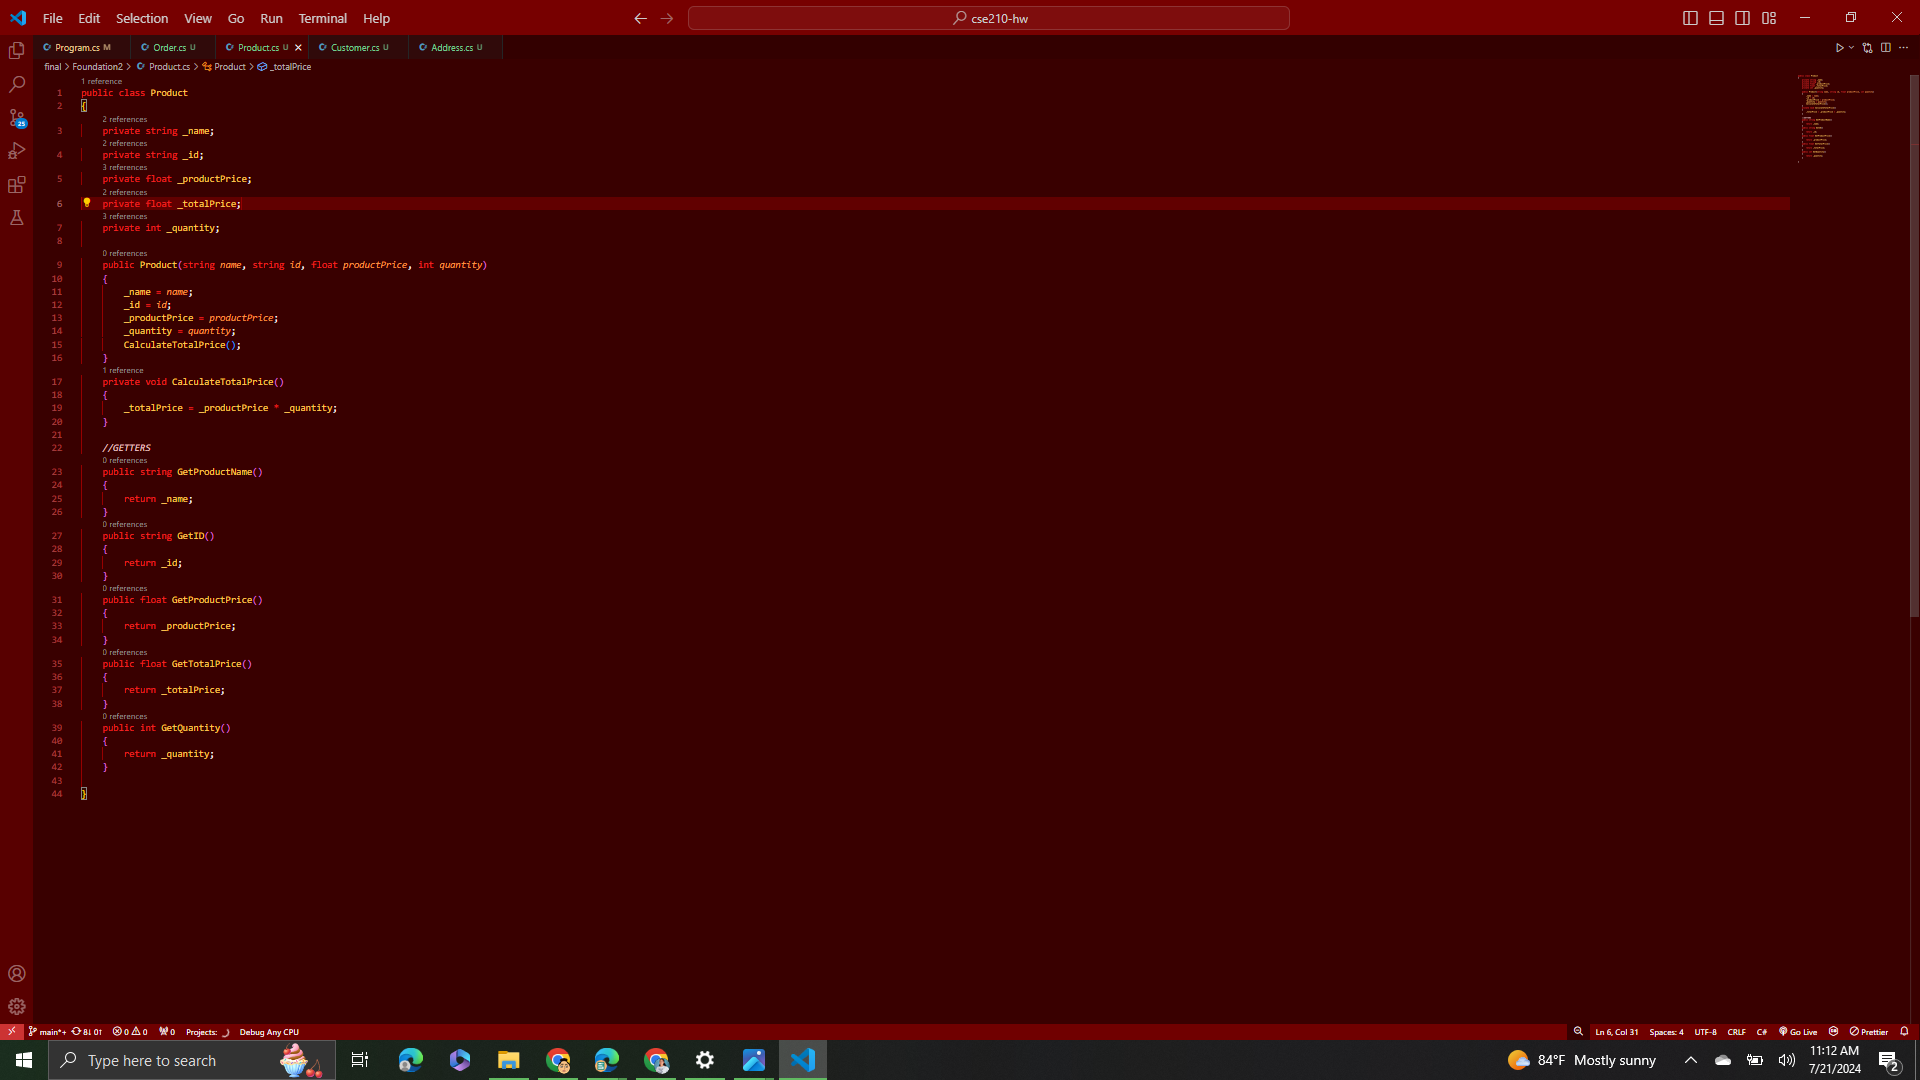 File Edit Selection View Go Run Terminal Help cse210-hw
Program.cs M Order.cs U Product.cs U Customer.cs U Address.cs U
final > Foundation2 > Product.cs > Product > _totalPrice
1 reference
1 public class Product
2 {
2 references
3 private string _name;
2 references
4 private string _id;
3 references
5 private float _productPrice;
2 references
6 private float _totalPrice;
3 references
7 private int _quantity;
8
0 references
9 public Product(string name, string id, float productPrice, int quantity)
10 {
11 _name = name;
12 _id = id;
13 _productPrice = productPrice;
14 _quantity = quantity;
15 CalculateTotalPrice();
16 }
1 reference
17 private void CalculateTotalPrice()
18 {
19 _totalPrice = _productPrice * _quantity;
20 }
21
22 //GETTERS
0 references
23 public string GetProductName()
24 {
25 return _name;
26 }
0 references
27 public string GetID()
28 {
29 return _id;
30 }
0 references
31 public float GetProductPrice()
32 {
33 return _productPrice;
34 }
0 references
35 public float GetTotalPrice()
36 {
37 return _totalPrice;
38 }
0 references
39 public int GetQuantity()
40 {
41 return _quantity;
42 }
43
44 }
25
main*+ 8↓ 0↑ 0 0 0 Projects: Debug Any CPU Ln 6, Col 31 Spaces: 4 UTF-8 CRLF C# Go Live Prettier
Type here to search 84°F Mostly sunny 11:12 AM
7/21/2024 2